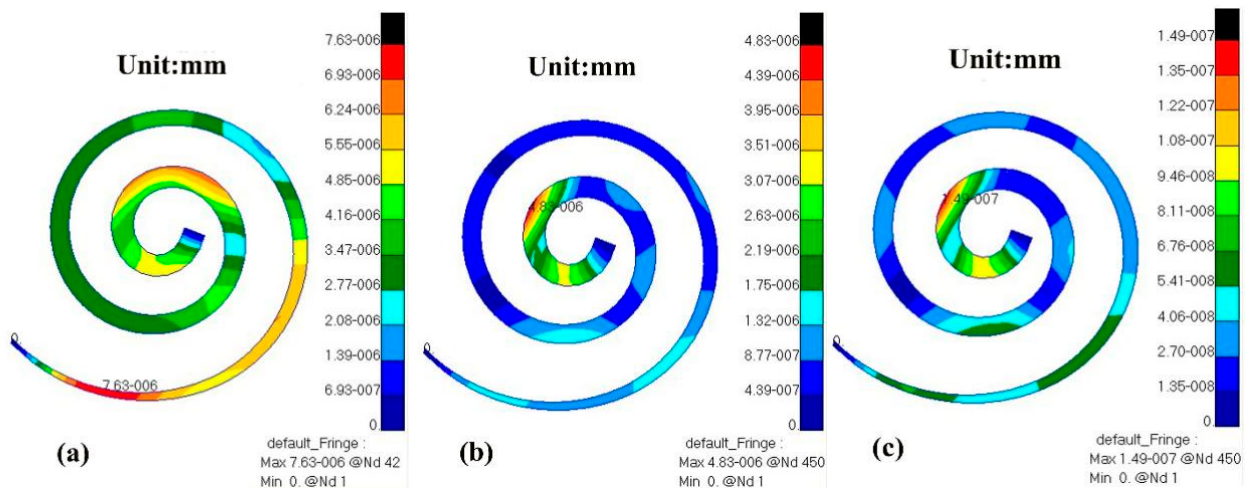 Unit:mm
7.63-006
6.93-006
6.24-006
5.55-006
4.85-006
4.16-006
3.47-006
2.77-006
2.08-006
1.39-006
6.93-007
0.
0.
7.63-006
(a)
default_Fringe :
Max 7.63-006 @Nd 42
Min 0. @Nd 1
Unit:mm
4.83-006
4.39-006
3.95-006
3.51-006
3.07-006
2.63-006
2.19-006
1.75-006
1.32-006
8.77-007
4.39-007
0.
4.83-006
0
(b)
default_Fringe :
Max 4.83-006 @Nd 450
Min 0. @Nd 1
Unit:mm
1.49-007
1.35-007
1.22-007
1.08-007
9.46-008
8.11-008
6.76-008
5.41-008
4.06-008
2.70-008
1.35-008
0.
1.49-007
0
(c)
default_Fringe :
Max 1.49-007 @Nd 450
Min 0. @Nd 1